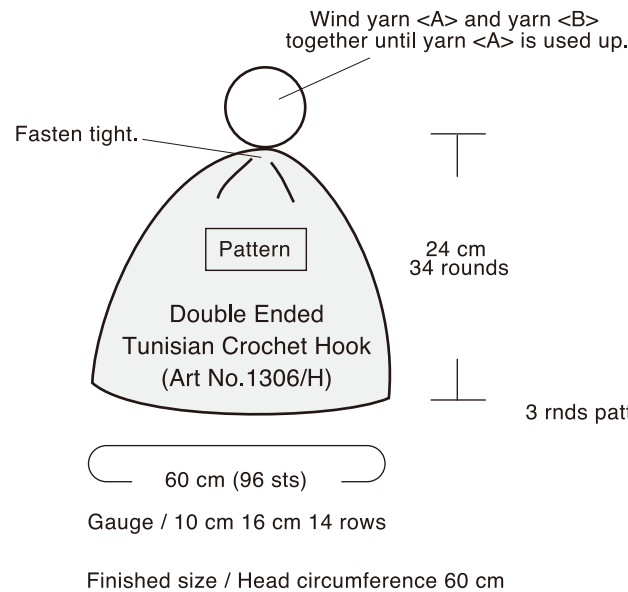 Wind yarn <A> and yarn <B>
together until yarn <A> is used up.
Fasten tight.
Pattern
24 cm
34 rounds
Double Ended
Tunisian Crochet Hook
(Art No.1306/H)
3 rnds patt
60 cm (96 sts)
Gauge / 10 cm 16 cm 14 rows
Finished size / Head circumference 60 cm